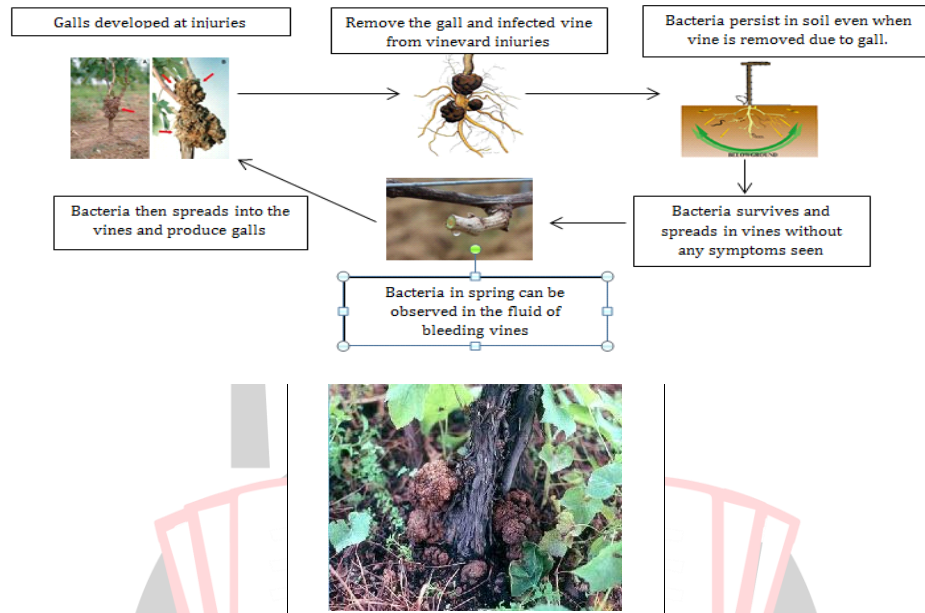 Galls developed at injuries
Remove the gall and infected vine
from vinevard injuries
Bacteria persist in soil even when
vine is removed due to gall.
A
B
BELOWGROUND
Bacteria then spreads into the
vines and produce galls
Bacteria survives and
spreads in vines without
any symptoms seen
Bacteria in spring can be
observed in the fluid of
bleeding vines